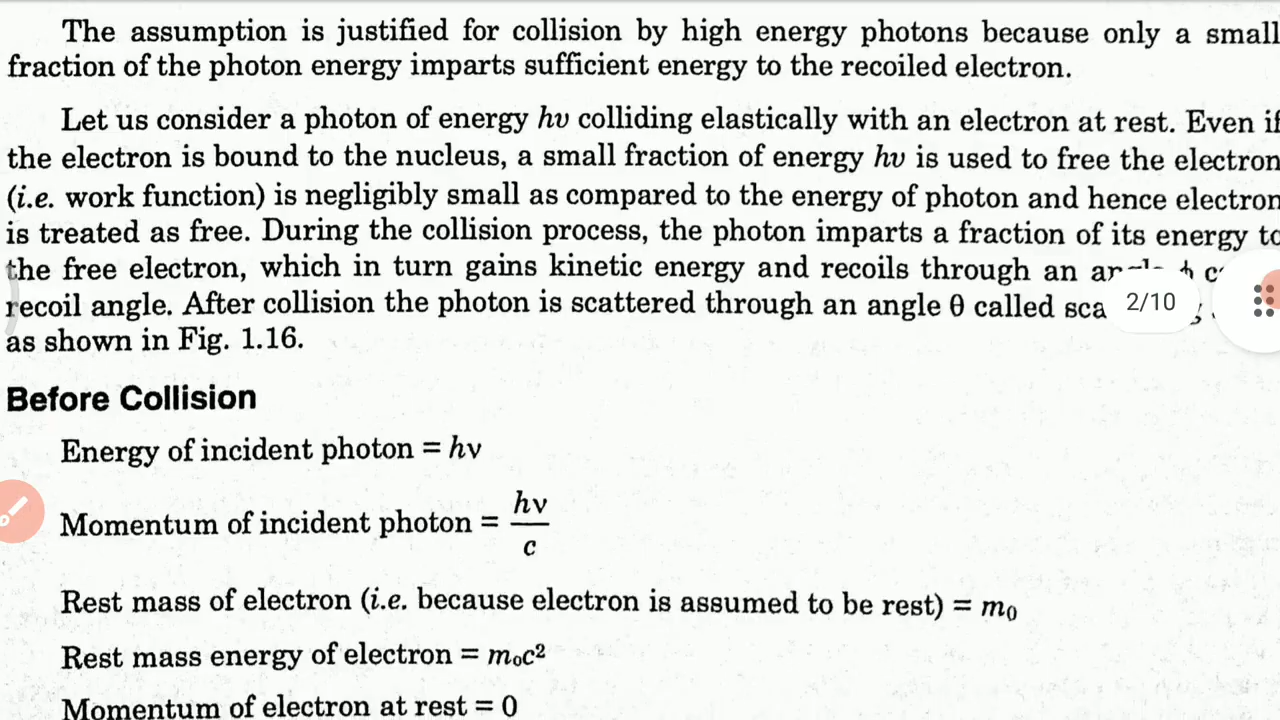 The assumption is justified for collision by high energy photons because only a small
fraction of the photon energy imparts sufficient energy to the recoiled electron.
Let us consider a photon of energy hυ colliding elastically with an electron at rest. Even if
the electron is bound to the nucleus, a small fraction of energy hυ is used to free the electron
(i.e. work function) is negligibly small as compared to the energy of photon and hence electron
is treated as free. During the collision process, the photon imparts a fraction of its energy to
the free electron, which in turn gains kinetic energy and recoils through an
recoil angle. After collision the photon is scattered through an angle θ called
2/10
as shown in Fig. 1.16.
Before Collision
Energy of incident photon = hν
Momentum of incident photon = hν/c
Rest mass of electron (i.e. because electron is assumed to be rest) = m₀
Rest mass energy of electron = m₀c²
Momentum of electron at rest = 0